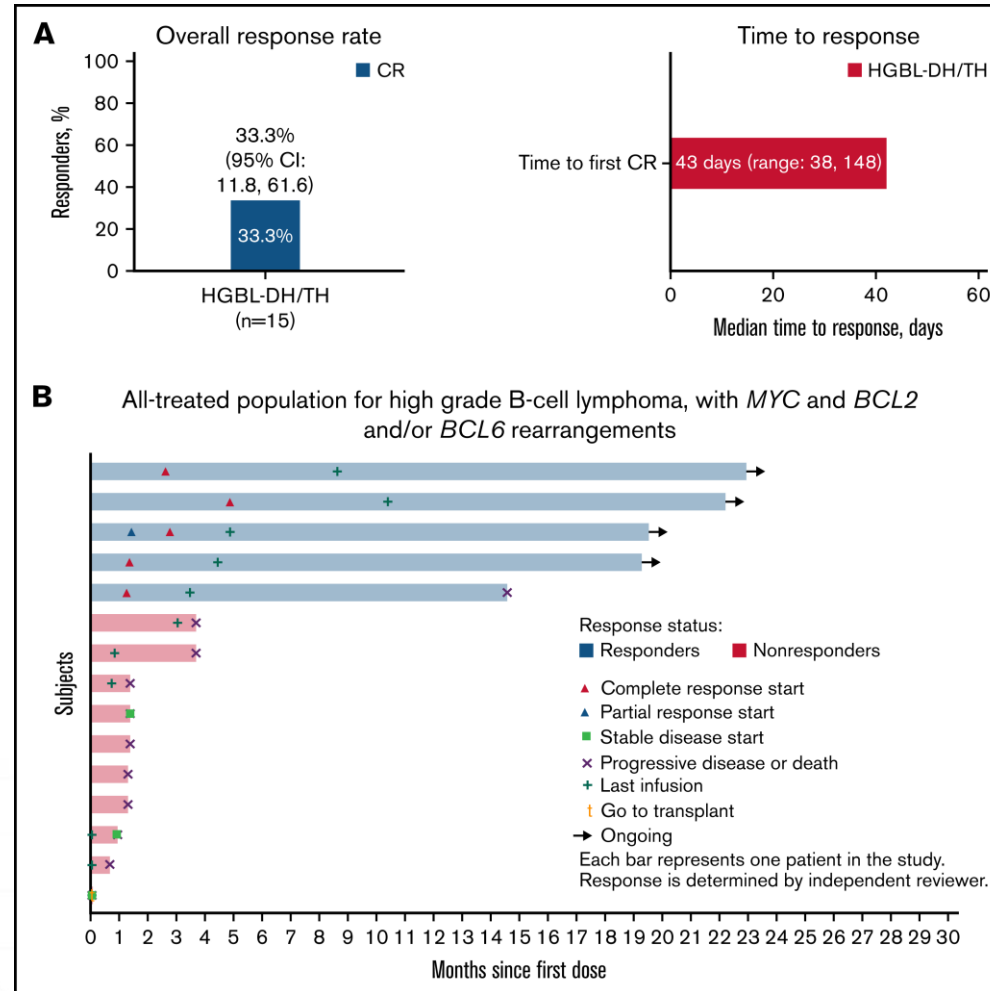 A
Overall response rate
CR
100
80
60
40
20
0
Responders, %
33.3%
(95% CI:
11.8, 61.6)
33.3%
HGBL-DH/TH
(n=15)
Time to response
HGBL-DH/TH
Time to first CR
43 days (range: 38, 148)
0 20 40 60
Median time to response, days
B
All-treated population for high grade B-cell lymphoma, with MYC and BCL2
and/or BCL6 rearrangements
Subjects
Response status:
Responders Nonresponders
Complete response start
Partial response start
Stable disease start
Progressive disease or death
Last infusion
t Go to transplant
Ongoing
Each bar represents one patient in the study.
Response is determined by independent reviewer.
0 1 2 3 4 5 6 7 8 9 10 11 12 13 14 15 16 17 18 19 20 21 22 23 24 25 26 27 28 29 30
Months since first dose